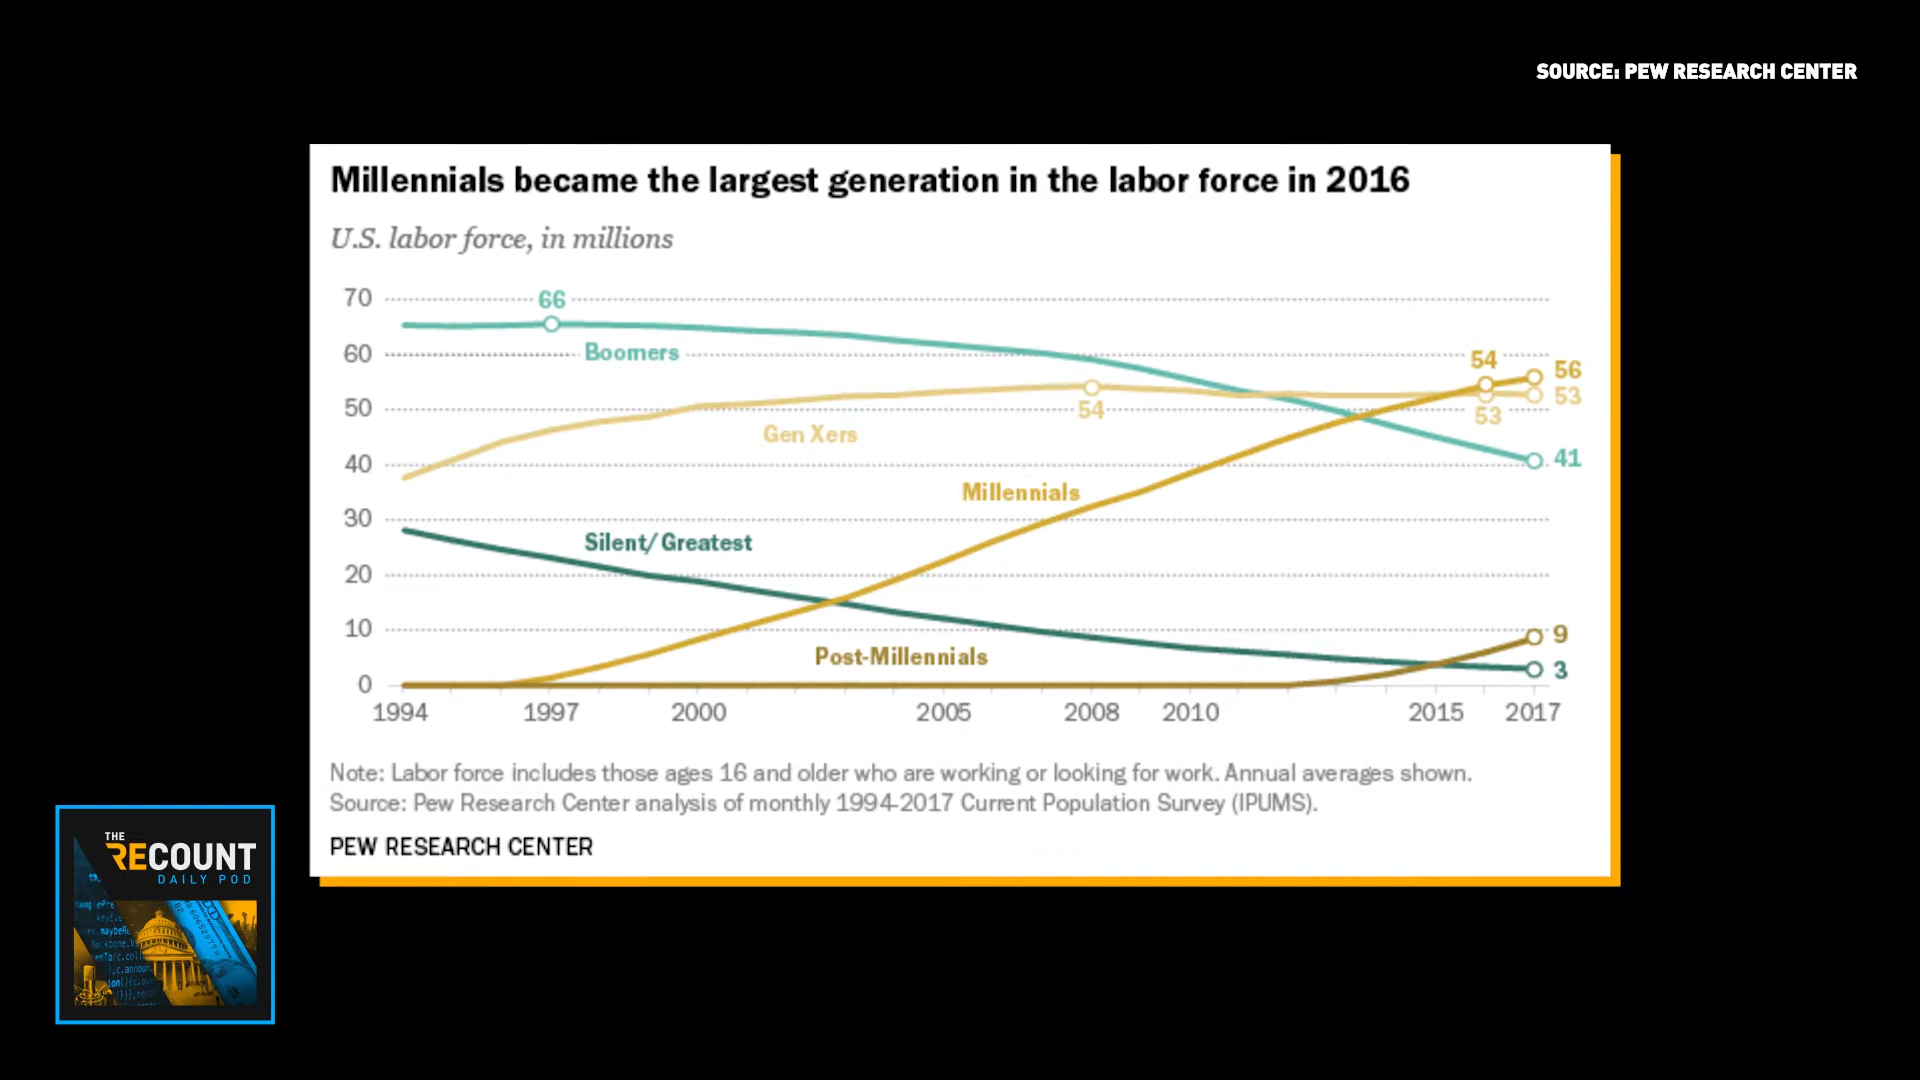 SOURCE: PEW RESEARCH CENTER
Millennials became the largest generation in the labor force in 2016
U.S. labor force, in millions
70
66
60
Boomers
54
56
50
54
53
53
Gen Xers
40
41
Millennials
30
Silent/Greatest
20
10
9
Post-Millennials
3
0
1994 1997 2000 2005 2008 2010 2015 2017
Note: Labor force includes those ages 16 and older who are working or looking for work. Annual averages shown.
Source: Pew Research Center analysis of monthly 1994-2017 Current Population Survey (IPUMS).
PEW RESEARCH CENTER
THE
RECOUNT
DAILY POD